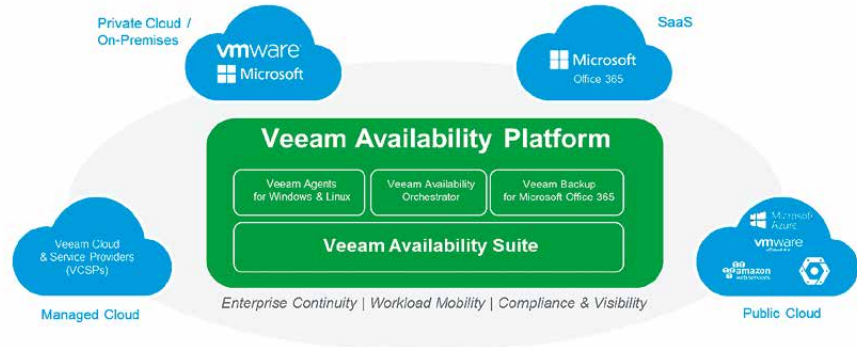 Private Cloud /
On-Premises
vmware
Microsoft
SaaS
Microsoft
Office 365
Veeam Availability Platform
Veeam Agents
for Windows & Linux
Veeam Availability
Orchestrator
Veeam Backup
for Microsoft Office 365
Veeam Availability Suite
Veeam Cloud
& Service Providers
(VCSPs)
Managed Cloud
Microsoft
Azure
vmware
amazon
webservices
Public Cloud
Enterprise Continuity | Workload Mobility | Compliance & Visibility